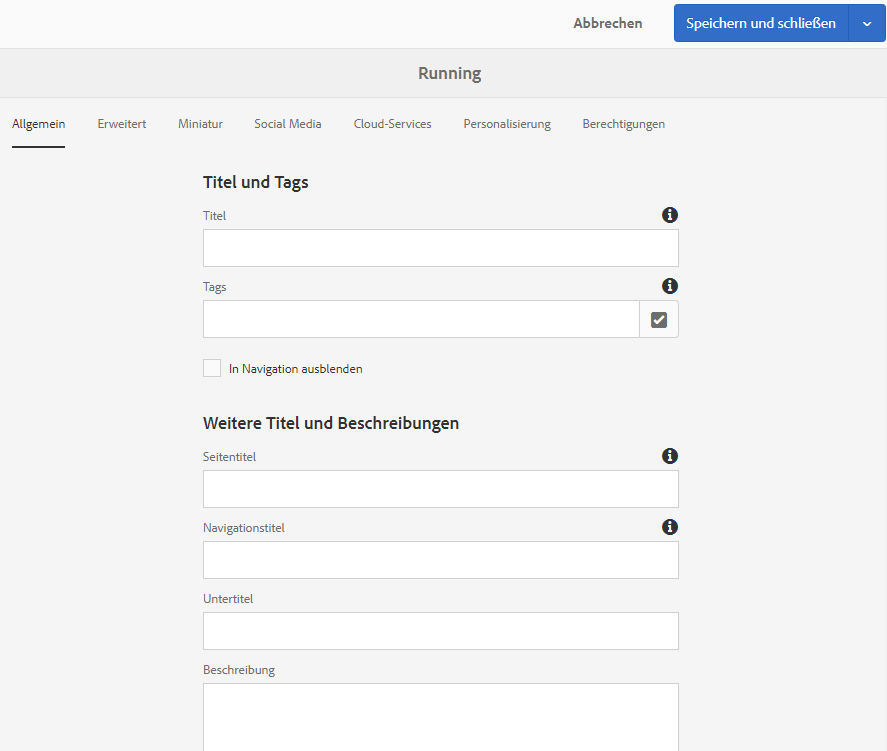 Abbrechen Speichern und schließen
Running
Allgemein Erweitert Miniatur Social Media Cloud-Services Personalisierung Berechtigungen
Titel und Tags
Titel
Tags
In Navigation ausblenden
Weitere Titel und Beschreibungen
Seitentitel
Navigationstitel
Untertitel
Beschreibung